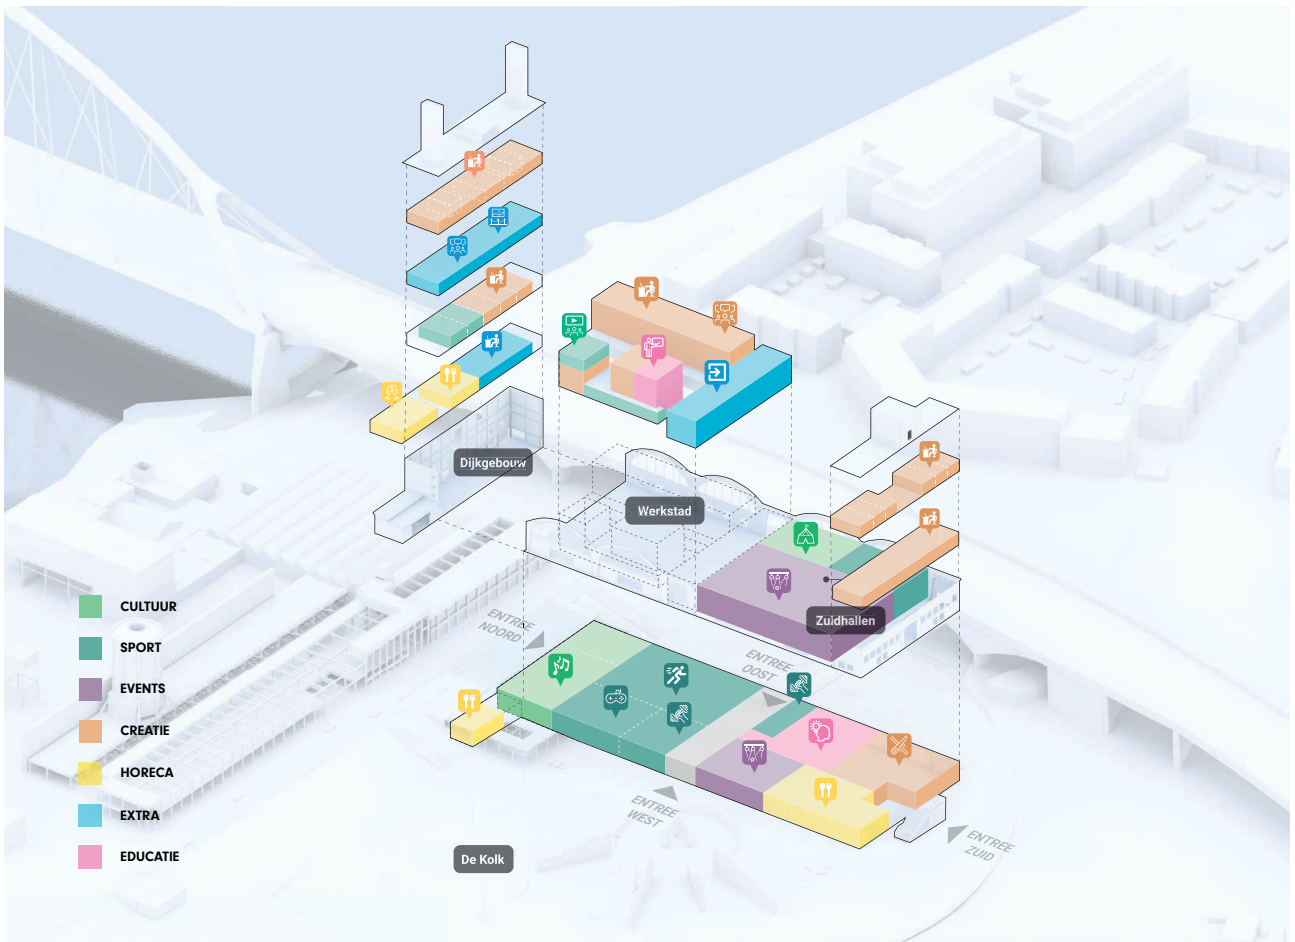 Dijkgebouw
Werkstad
Zuidhallen
ENTREE
NOORD
ENTREE
OOST
ENTREE
WEST
ENTREE
ZUID
De Kolk
CULTUUR
SPORT
EVENTS
CREATIE
HORECA
EXTRA
EDUCATIE